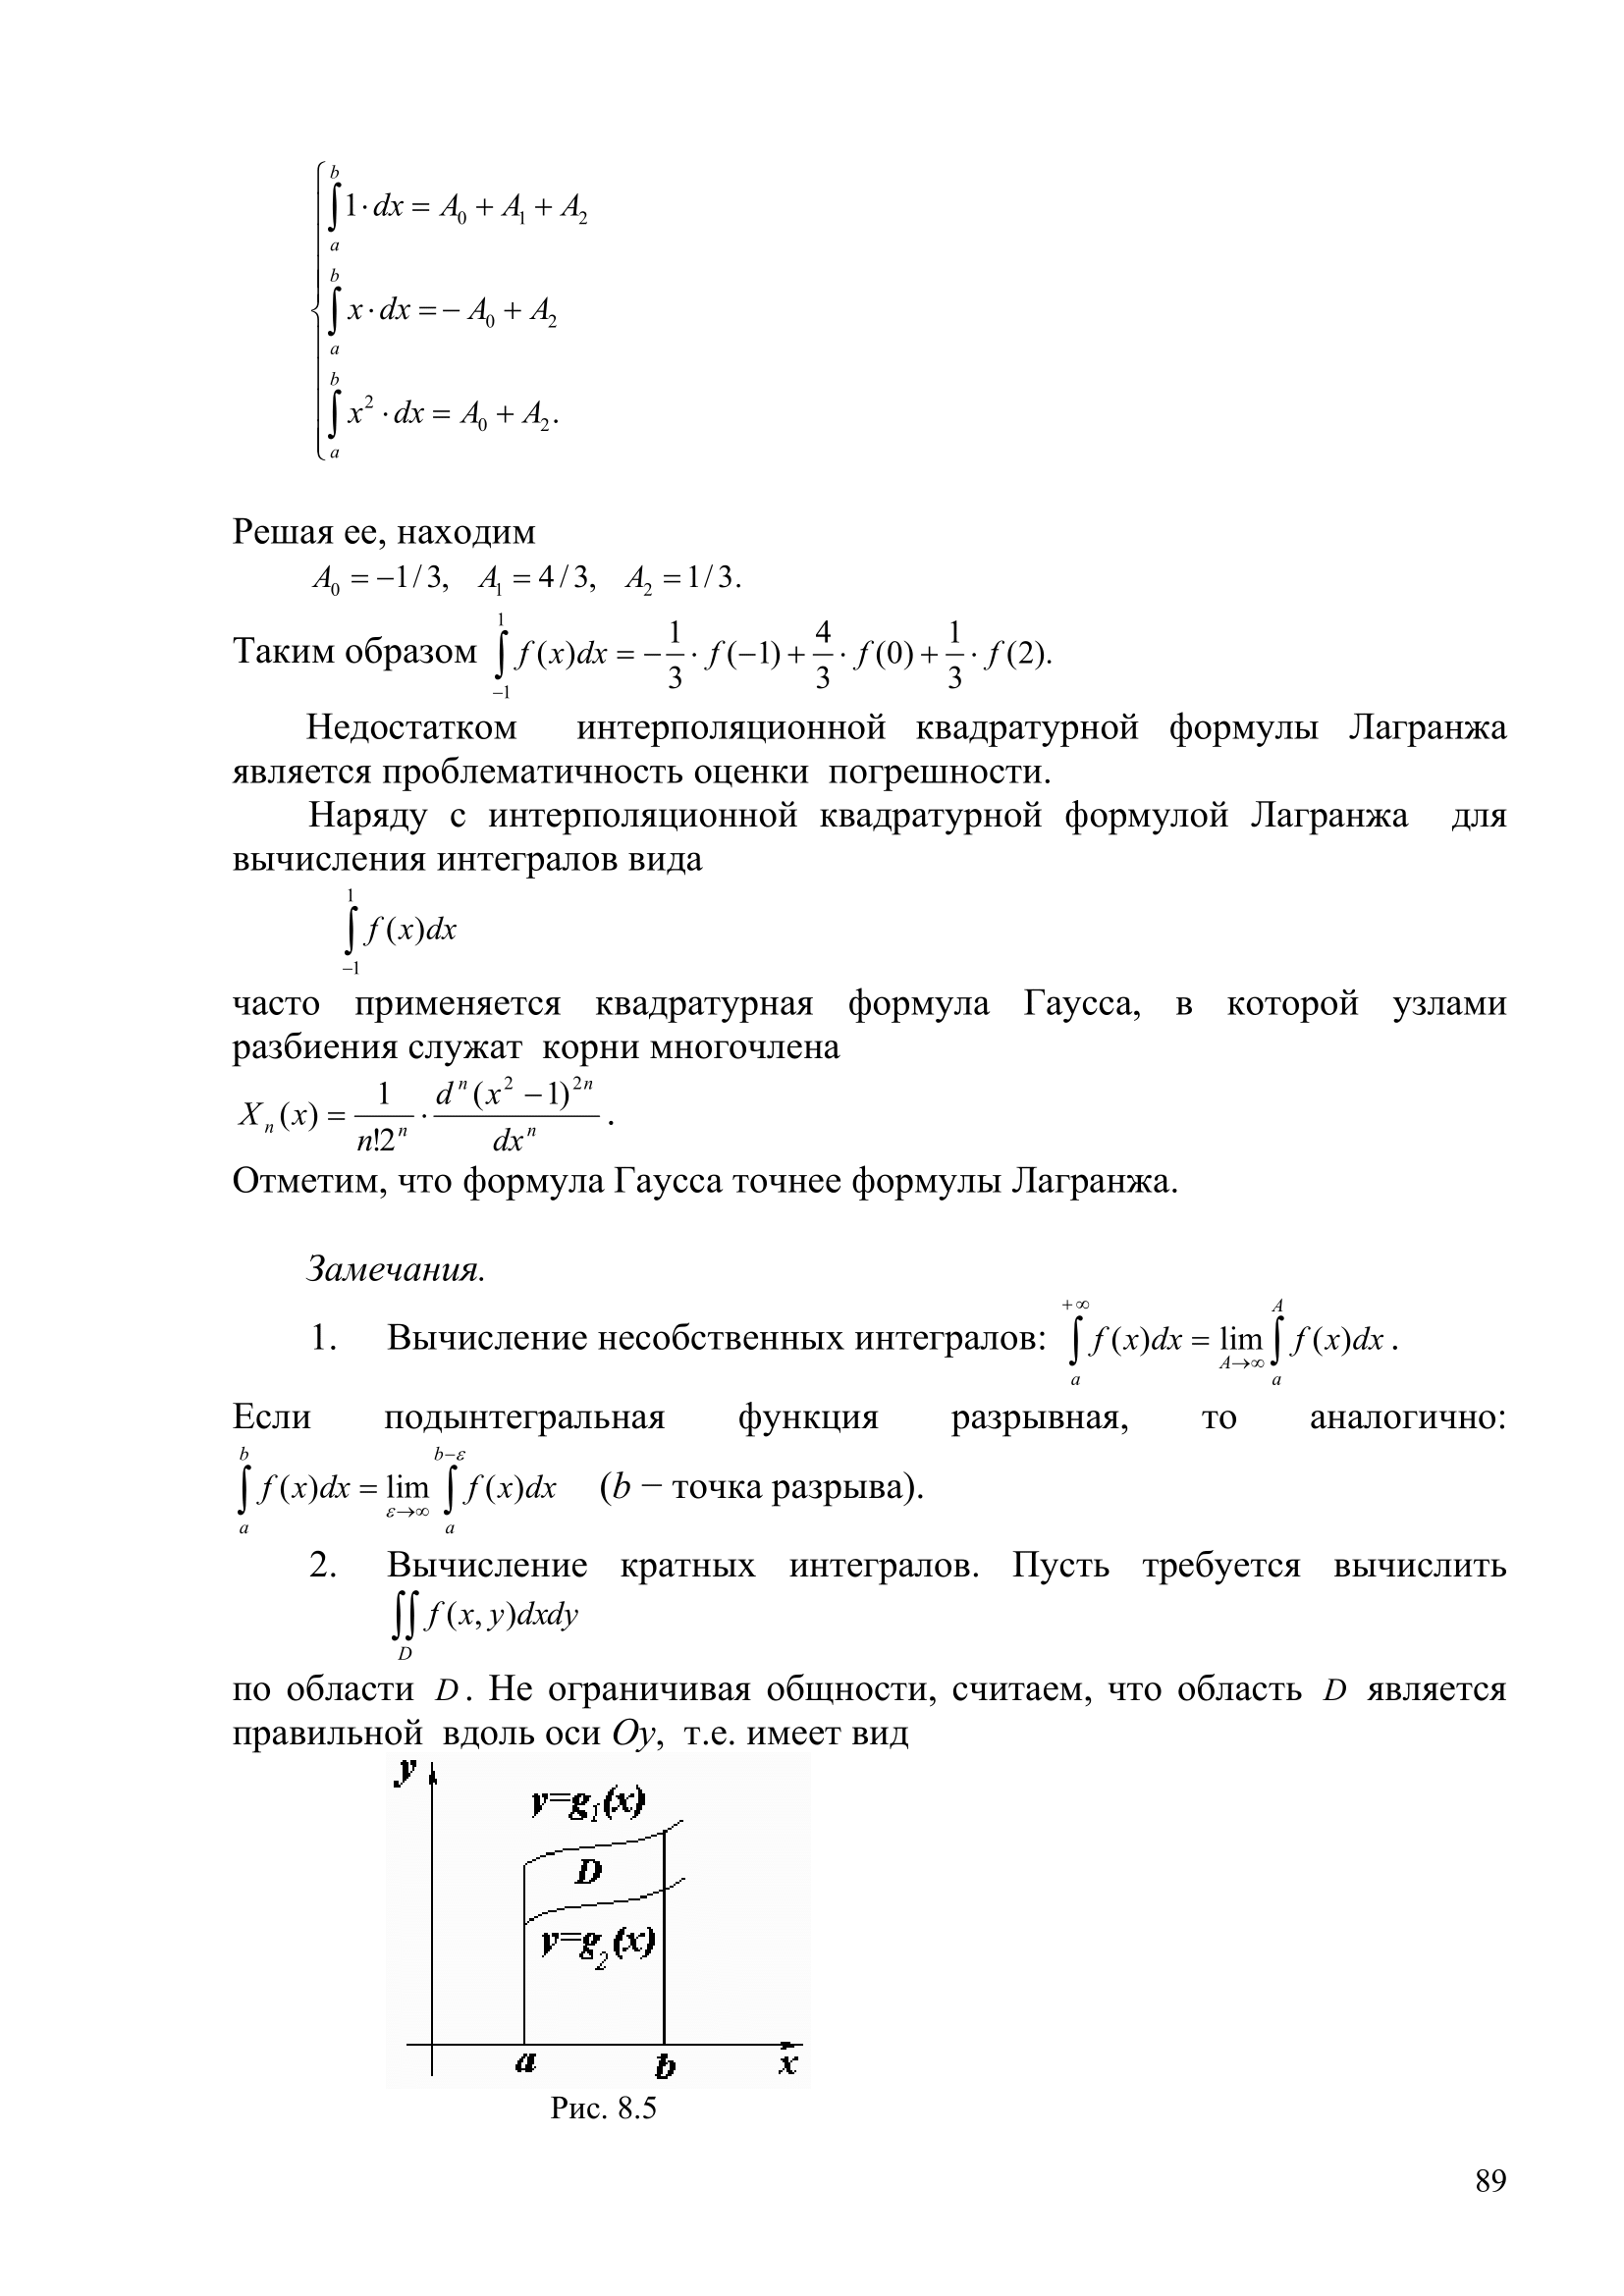 \begin{cases} \int_a^b 1 \cdot dx = A_0 + A_1 + A_2
\int_a^b x \cdot dx = - A_0 + A_2
\int_a^b x^2 \cdot dx = A_0 + A_2. \end{cases}
Решая ее, находим
A_0 = -1/3, A_1 = 4/3, A_2 = 1/3.
Таким образом \int_{-1}^{1} f(x)dx = -\frac{1}{3} \cdot f(-1) + \frac{4}{3} \cdot f(0) + \frac{1}{3} \cdot f(2).
Недостатком интерполяционной квадратурной формулы Лагранжа
является проблематичность оценки погрешности.
Наряду с интерполяционной квадратурной формулой Лагранжа для
вычисления интегралов вида
\int_{-1}^{1} f(x)dx
часто применяется квадратурная формула Гаусса, в которой узлами
разбиения служат корни многочлена
X_n(x) = \frac{1}{n!2^n} \cdot \frac{d^n(x^2-1)^{2n}}{dx^n}.
Отметим, что формула Гаусса точнее формулы Лагранжа.
Замечания.
1. Вычисление несобственных интегралов: \int_a^{+\infty} f(x)dx = \lim_{A \to \infty} \int_a^A f(x)dx.
Если подынтегральная функция разрывная, то аналогично:
\int_a^b f(x)dx = \lim_{\varepsilon \to \infty} \int_a^{b-\varepsilon} f(x)dx (b − точка разрыва).
2. Вычисление кратных интегралов. Пусть требуется вычислить
\iint_D f(x, y)dxdy
по области D. Не ограничивая общности, считаем, что область D является
правильной вдоль оси Oy, т.е. имеет вид
y
y=g_1(x)
D
y=g_2(x)
a b x
Рис. 8.5
89